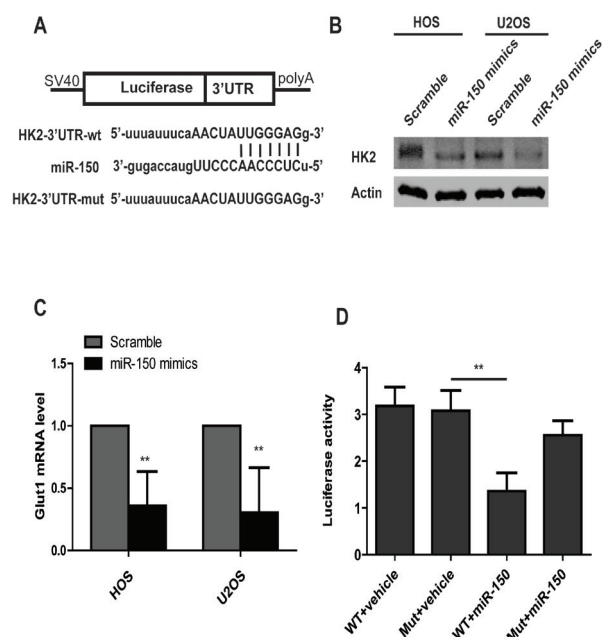 A
SV40 Luciferase 3'UTR polyA
HK2-3'UTR-wt 5'-uuuauuucaAACUAUUGGGAGg-3'
miR-150 3'-gugaccaugUUCCCAACCCUCu-5'
HK2-3'UTR-mut 5'-uuuauuucaAACUAUUGGGAGg-3'
B
HOS U2OS
Scramble miR-150 mimics Scramble miR-150 mimics
HK2
Actin
C
Scramble
miR-150 mimics
Glut1 mRNA level
1.5
1.0
0.5
0.0
** **
HOS U2OS
D
Luciferase activity
4
3
2
1
0
**
WT+vehicle Mut+vehicle WT+miR-150 Mut+miR-150